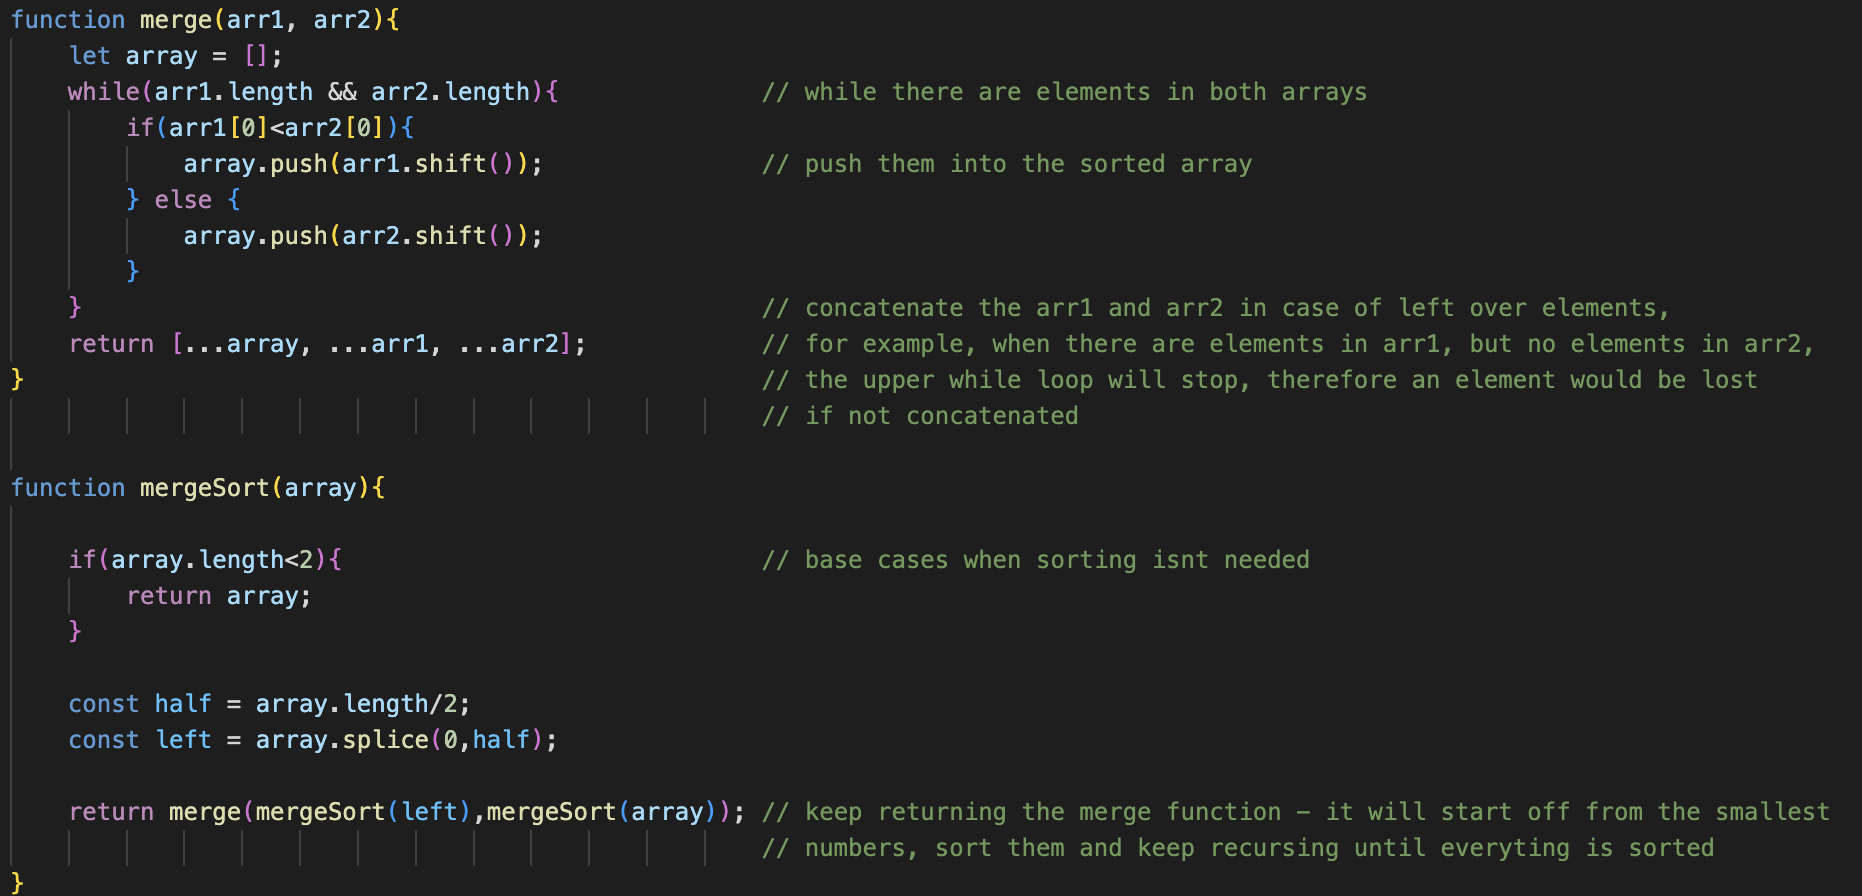 function merge(arr1, arr2){
    let array = [];
    while(arr1.length && arr2.length){               // while there are elements in both arrays
        if(arr1[0]<arr2[0]){
            array.push(arr1.shift());               // push them into the sorted array
        } else {
            array.push(arr2.shift());
        }
    }                                               // concatenate the arr1 and arr2 in case of left over elements,
    return [...array, ...arr1, ...arr2];            // for example, when there are elements in arr1, but no elements in arr2,
}                                                   // the upper while loop will stop, therefore an element would be lost
                                                    // if not concatenated
function mergeSort(array){
    if(array.length<2){                             // base cases when sorting isnt needed
        return array;
    }
    const half = array.length/2;
    const left = array.splice(0,half);
    return merge(mergeSort(left),mergeSort(array)); // keep returning the merge function – it will start off from the smallest
                                                    // numbers, sort them and keep recursing until everyting is sorted
}